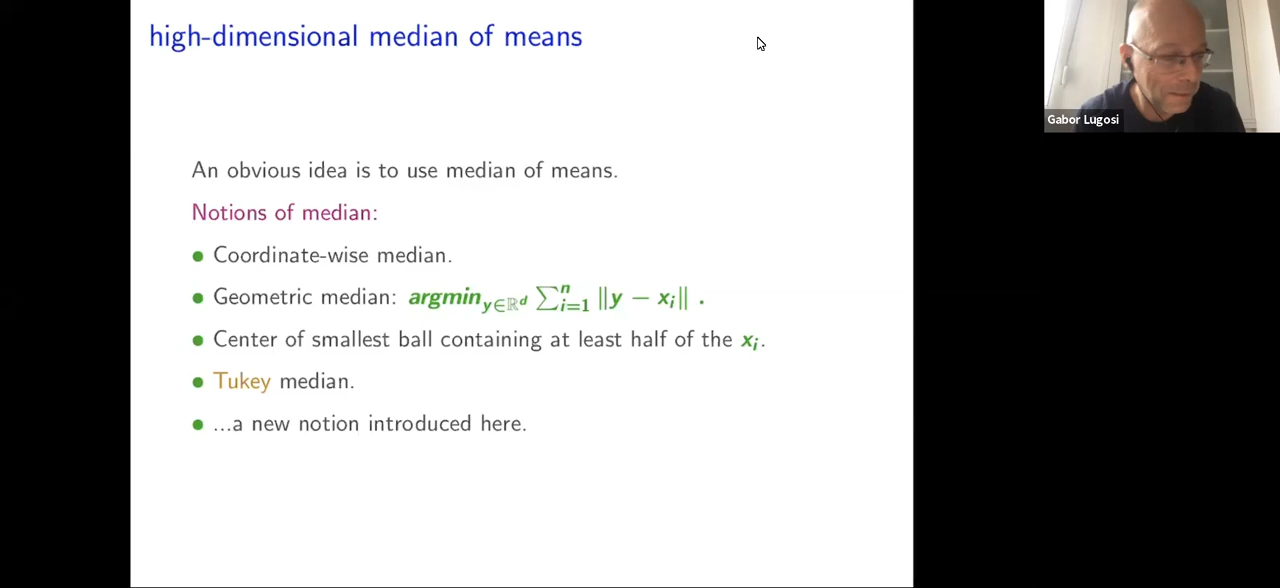 high-dimensional median of means
Gabor Lugosi
An obvious idea is to use median of means.
Notions of median:
● Coordinate-wise median.
● Geometric median: argmin_{y∈ℝ^d} ∑_{i=1}^n ‖y − x_i‖ .
● Center of smallest ball containing at least half of the x_i.
● Tukey median.
● ...a new notion introduced here.